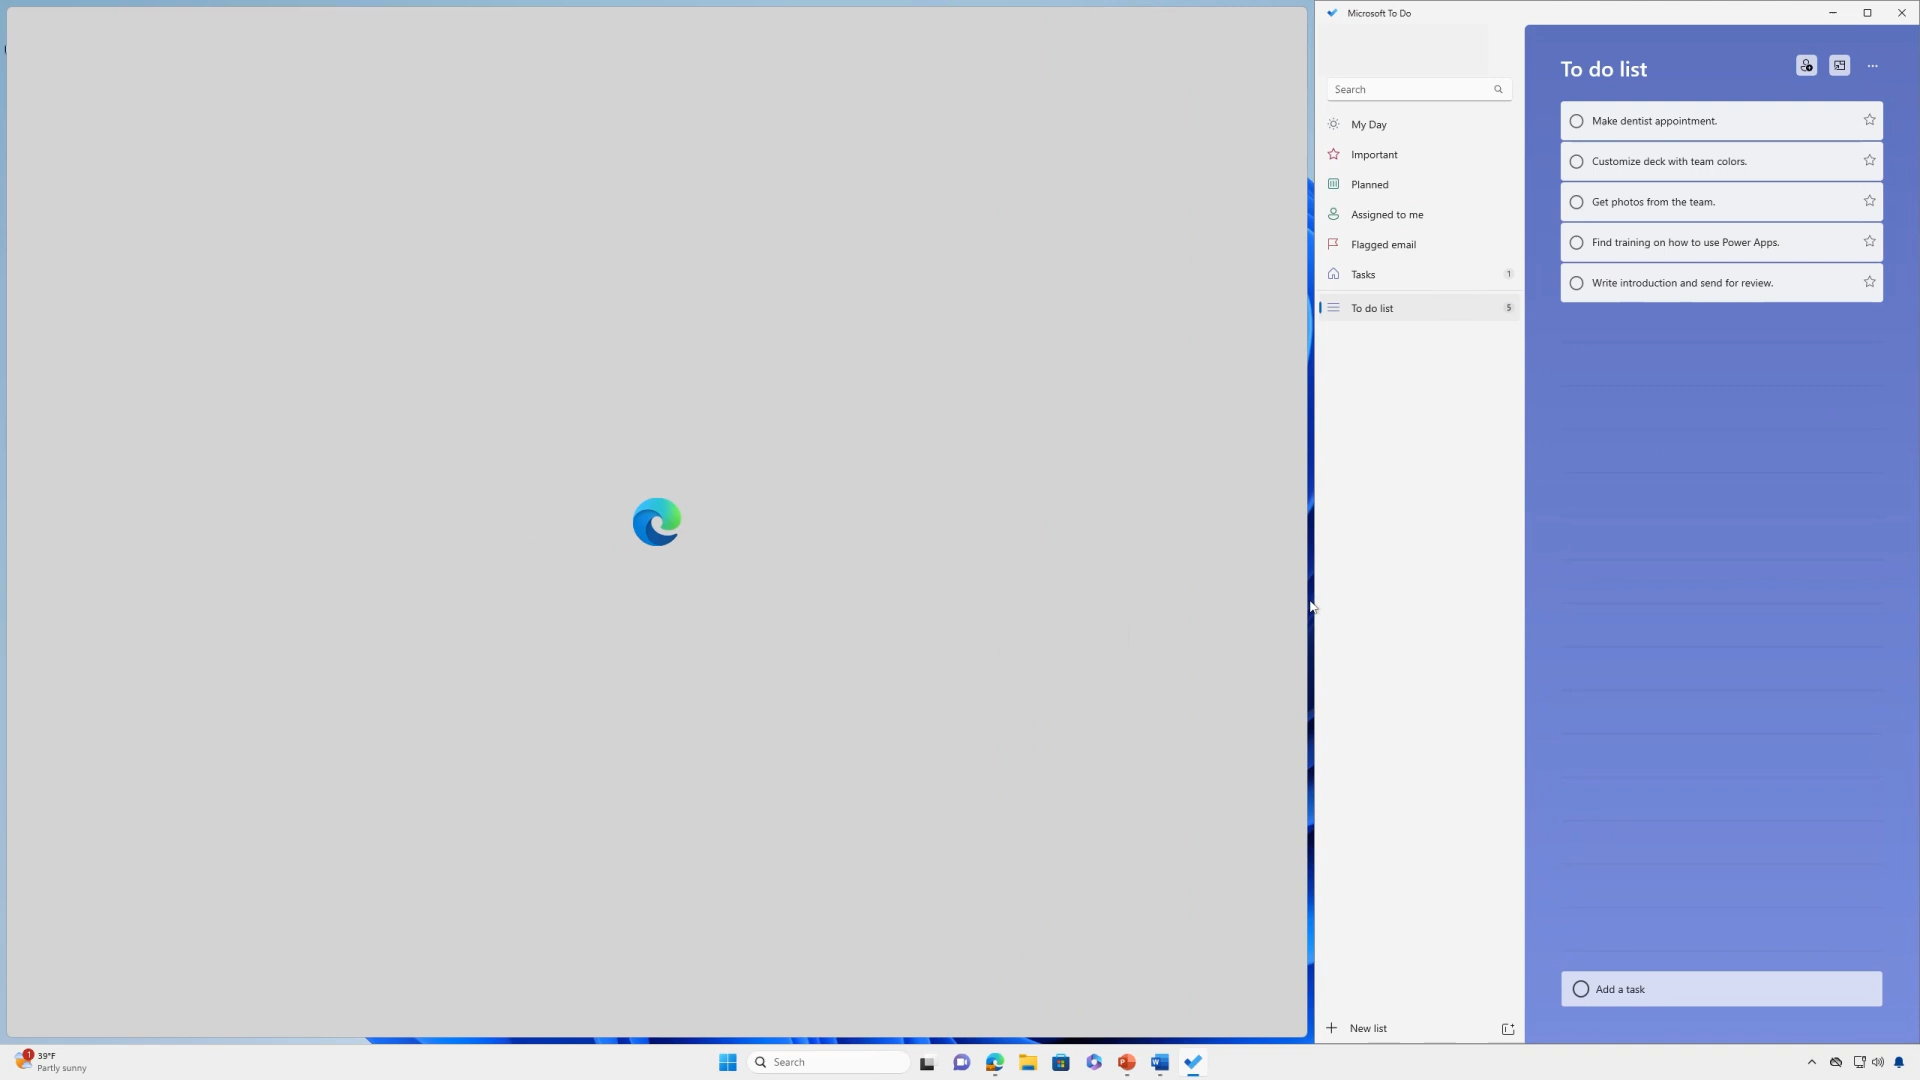 Microsoft To Do
Search
My Day
Important
Planned
Assigned to me
Flagged email
Tasks 1
To do list 5
New list
To do list
Make dentist appointment.
Customize deck with team colors.
Get photos from the team.
Find training on how to use Power Apps.
Write introduction and send for review.
Add a task
1
39°F
Partly sunny
Search